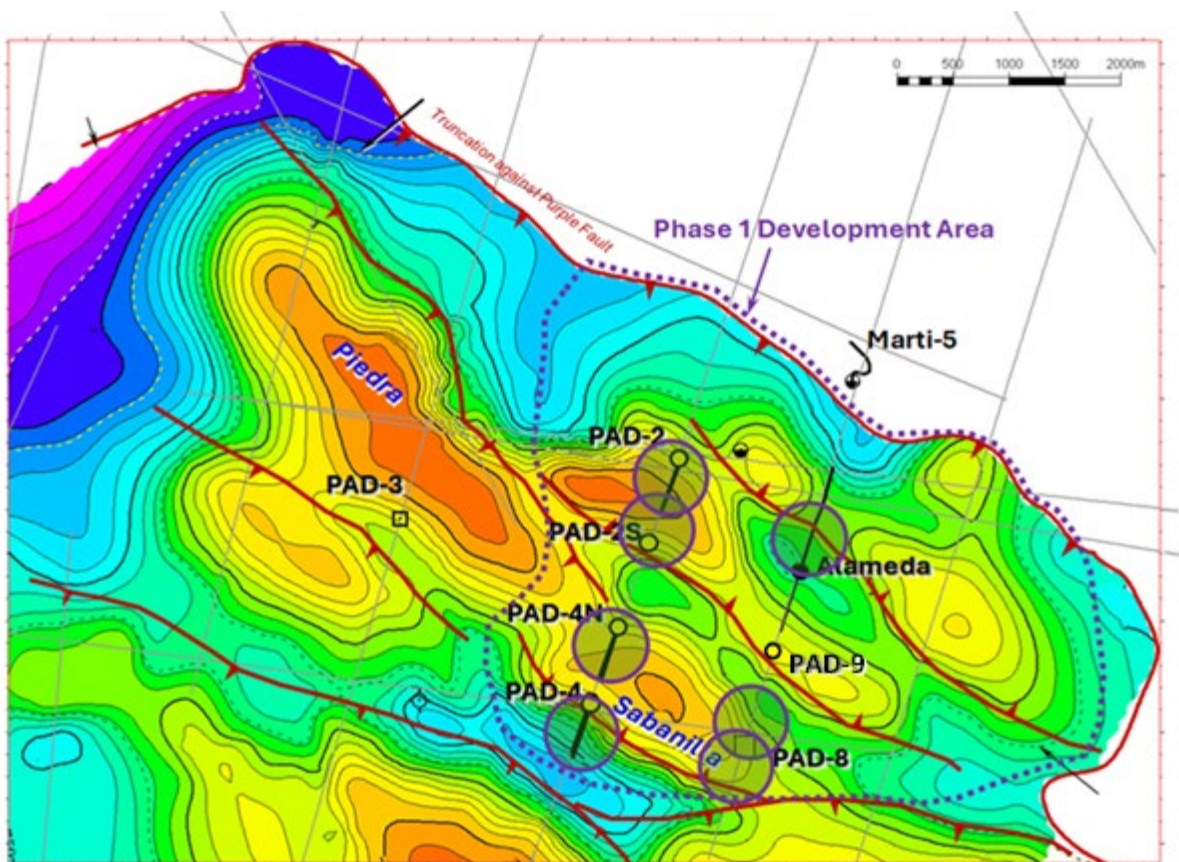 0 500 1000 1500 2000m
Truncation against Purple Fault
Phase 1 Development Area
Marti-5
Piedra
PAD-2
PAD-3
PAD-2S
Alameda
PAD-4N
PAD-9
PAD-4
Sabanilla
PAD-8